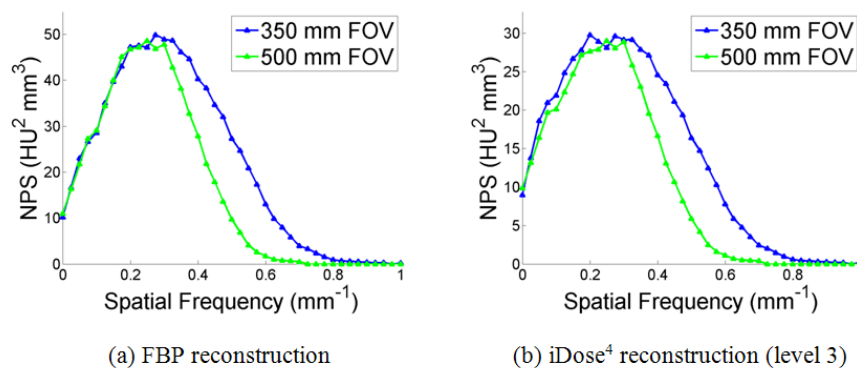 350 mm FOV
500 mm FOV
NPS (HU² mm³)
50
40
30
20
10
0
0 0.2 0.4 0.6 0.8 1
Spatial Frequency (mm⁻¹)
(a) FBP reconstruction
350 mm FOV
500 mm FOV
NPS (HU² mm³)
30
25
20
15
10
5
0
0 0.2 0.4 0.6 0.8
Spatial Frequency (mm⁻¹)
(b) iDose⁴ reconstruction (level 3)